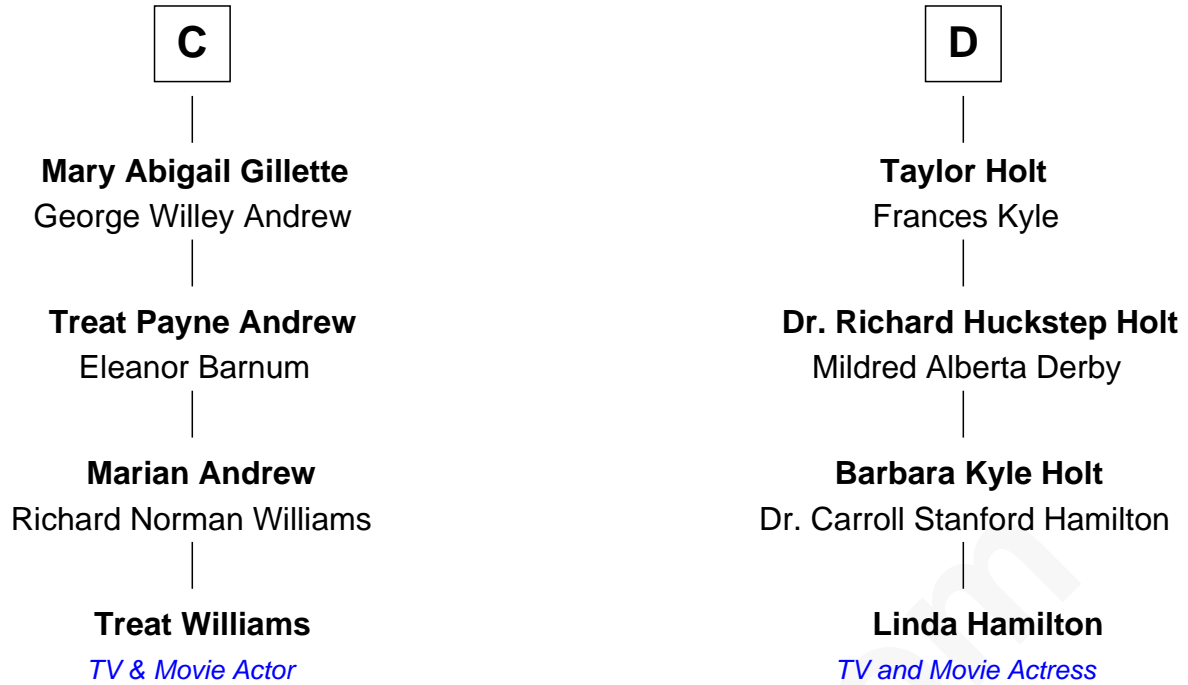 C
Mary Abigail Gillette
George Willey Andrew
Treat Payne Andrew
Eleanor Barnum
Marian Andrew
Richard Norman Williams
Treat Williams
TV & Movie Actor
D
Taylor Holt
Frances Kyle
Dr. Richard Huckstep Holt
Mildred Alberta Derby
Barbara Kyle Holt
Dr. Carroll Stanford Hamilton
Linda Hamilton
TV and Movie Actress